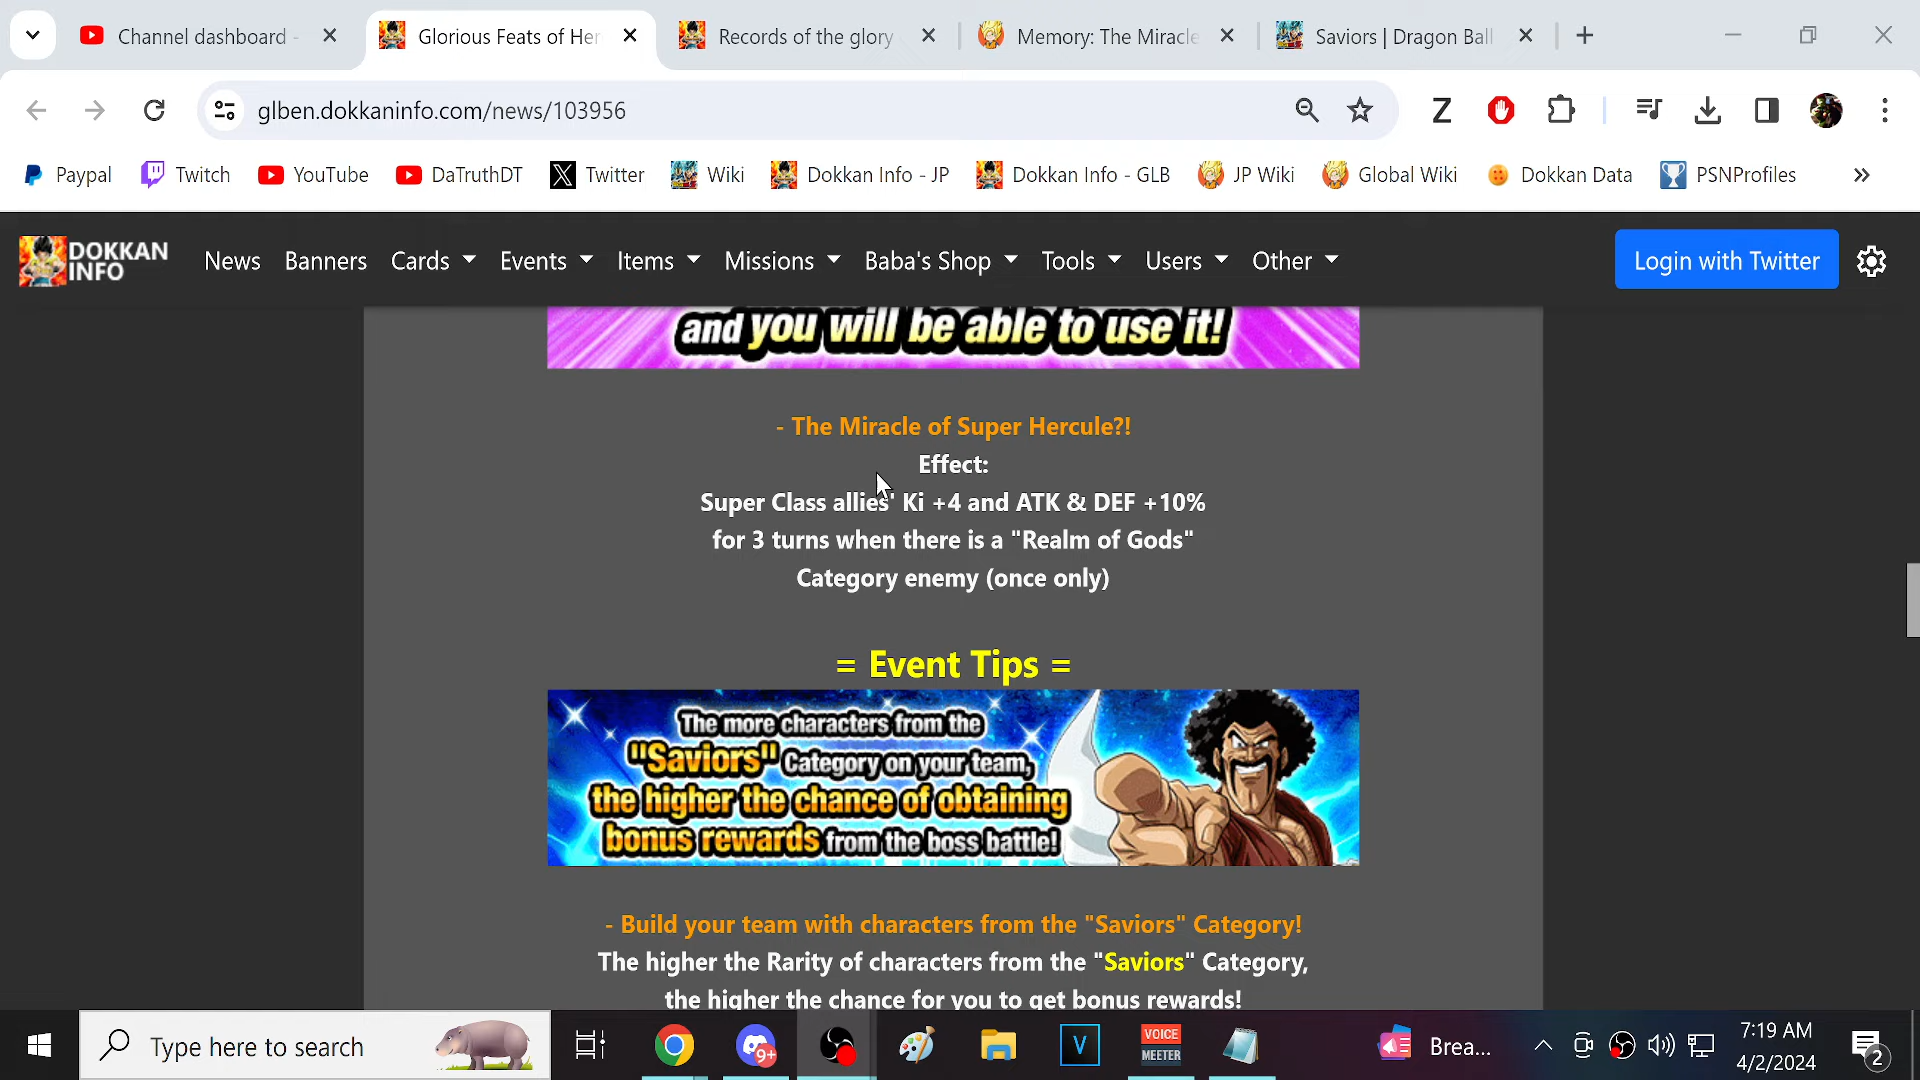 Channel dashboard -
Glorious Feats of Her
Records of the glory
Memory: The Miracle
Saviors | Dragon Ball
glben.dokkaninfo.com/news/103956
Z
Paypal
Twitch
YouTube
DaTruthDT
Twitter
Wiki
Dokkan Info - JP
Dokkan Info - GLB
JP Wiki
Global Wiki
Dokkan Data
PSNProfiles
»
DOKKAN
INFO
News
Banners
Cards
Events
Items
Missions
Baba's Shop
Tools
Users
Other
Login with Twitter
and you will be able to use it!
- The Miracle of Super Hercule?!
Effect:
Super Class allies' Ki +4 and ATK & DEF +10%
for 3 turns when there is a "Realm of Gods"
Category enemy (once only)
= Event Tips =
The more characters from the
"Saviors" Category on your team,
the higher the chance of obtaining
bonus rewards from the boss battle!
- Build your team with characters from the "Saviors" Category!
The higher the Rarity of characters from the "Saviors" Category,
the higher the chance for you to get bonus rewards!
Type here to search
9+
V
VOICE
MEETER
Brea...
7:19 AM
4/2/2024
2